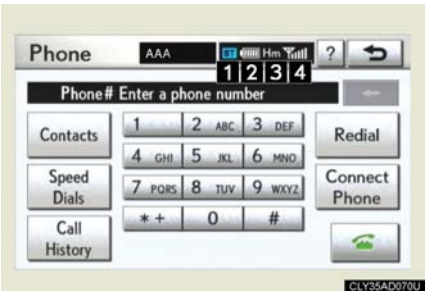 Phone AAA BT Hm ?
1 2 3 4
Phone# Enter a phone number
Contacts
Speed
Dials
Call
History
1
2 ABC
3 DEF
4 GHI
5 JKL
6 MNO
7 PQRS
8 TUV
9 WXYZ
* +
0
#
Redial
Connect
Phone
CLY35AD070U